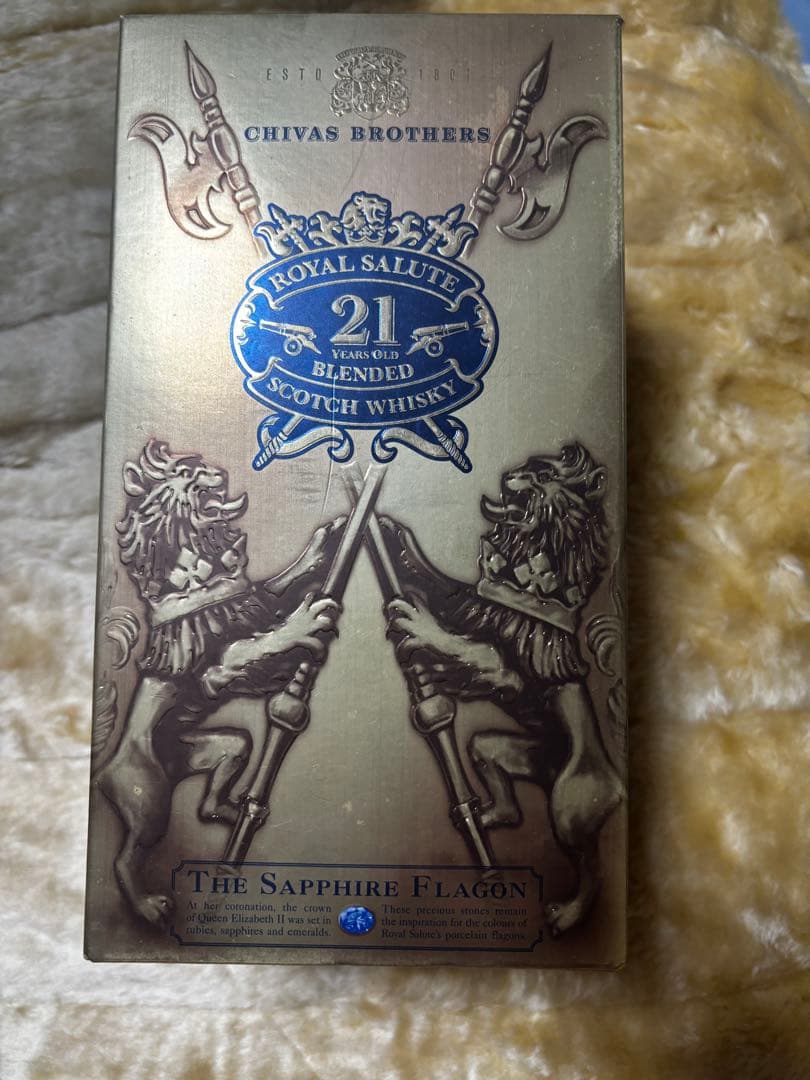 ESTD 1801
CHIVAS BROTHERS
ROYAL SALUTE
21
YEARS OLD
BLENDED
SCOTCH WHISKY
THE SAPPHIRE FLAGON
At her coronation, the crown
of Queen Elizabeth II was set in
rubies, sapphires and emeralds.
These precious stones remain
the inspiration for the colours of
Royal Salute's porcelain flagons.